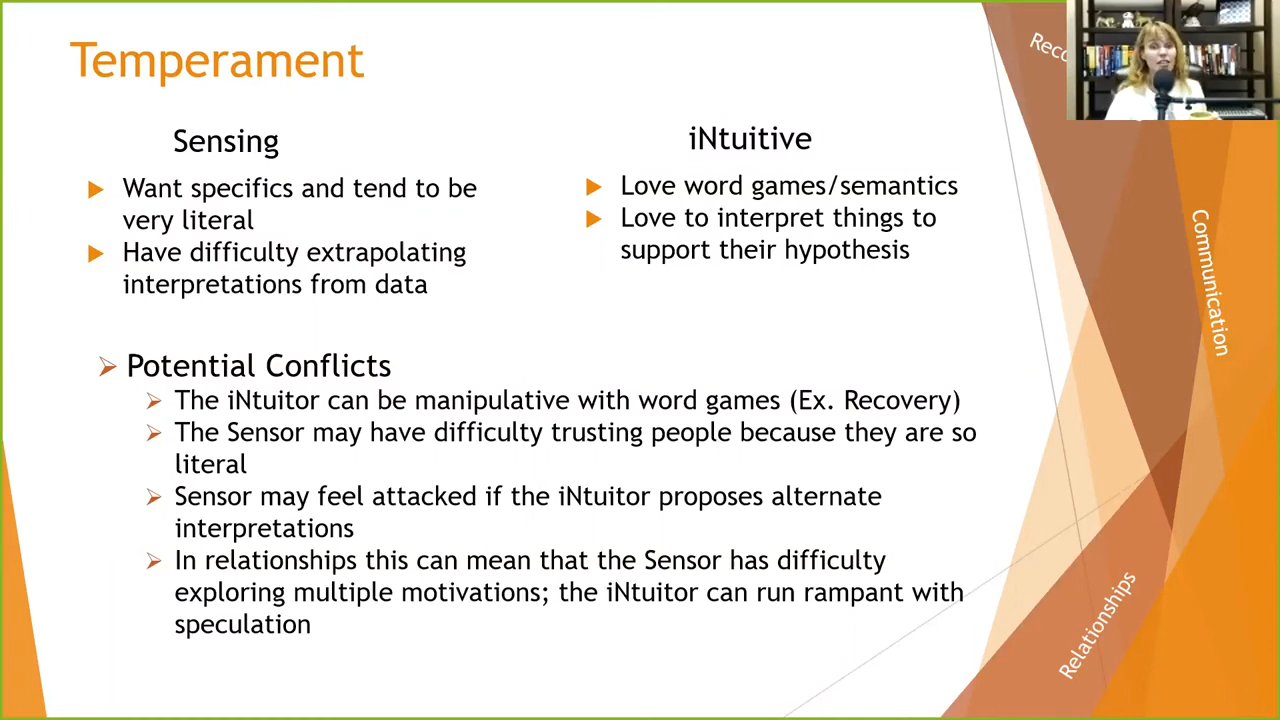 Temperament
Sensing
Want specifics and tend to be
very literal
Have difficulty extrapolating
interpretations from data
iNtuitive
Love word games/semantics
Love to interpret things to
support their hypothesis
Potential Conflicts
The iNtuitor can be manipulative with word games (Ex. Recovery)
The Sensor may have difficulty trusting people because they are so
literal
Sensor may feel attacked if the iNtuitor proposes alternate
interpretations
In relationships this can mean that the Sensor has difficulty
exploring multiple motivations; the iNtuitor can run rampant with
speculation
Communication
Relationships